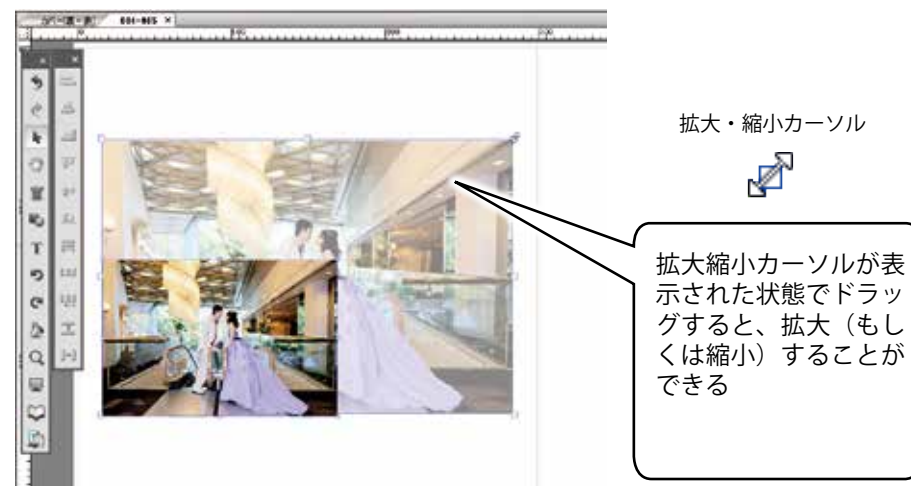 拡大・縮小カーソル
拡大縮小カーソルが表
示された状態でドラッ
グすると、拡大（もし
くは縮小）することが
できる